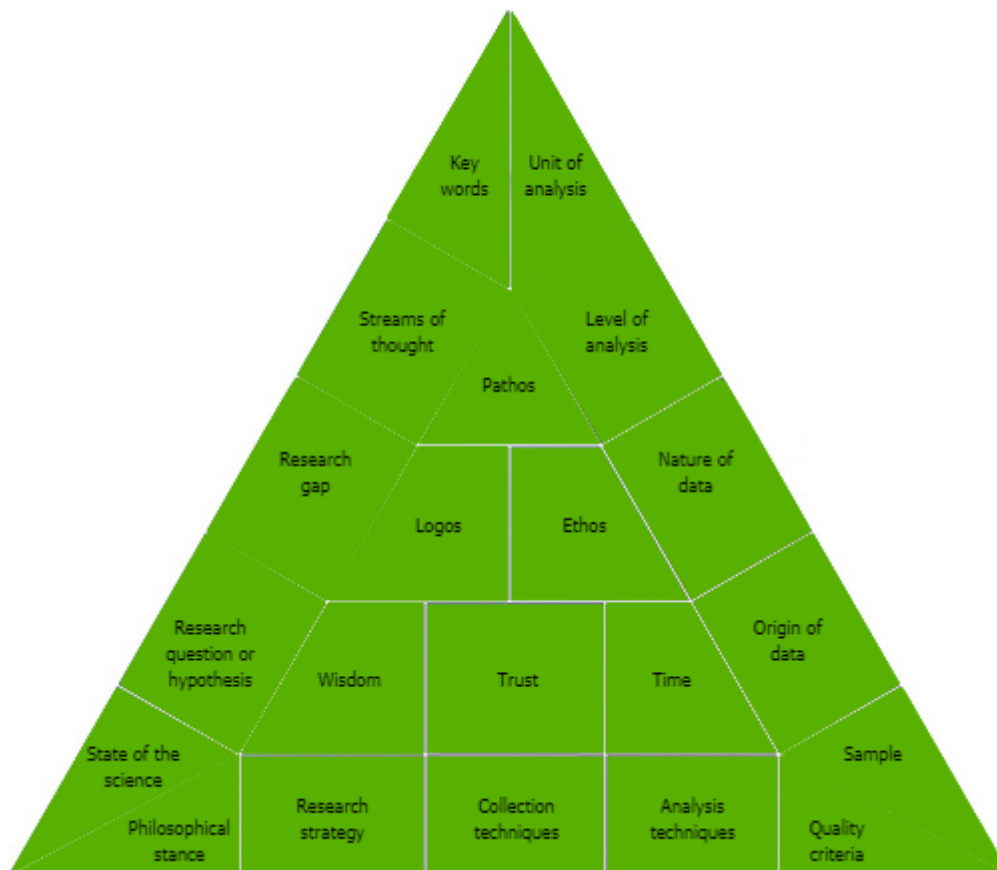 Key
words
Unit of
analysis
Streams of
thought
Level of
analysis
Pathos
Research
gap
Nature of
data
Logos
Ethos
Research
question or
hypothesis
Origin of
data
Wisdom
Trust
Time
State of the
science
Sample
Philosophical
stance
Research
strategy
Collection
techniques
Analysis
techniques
Quality
criteria